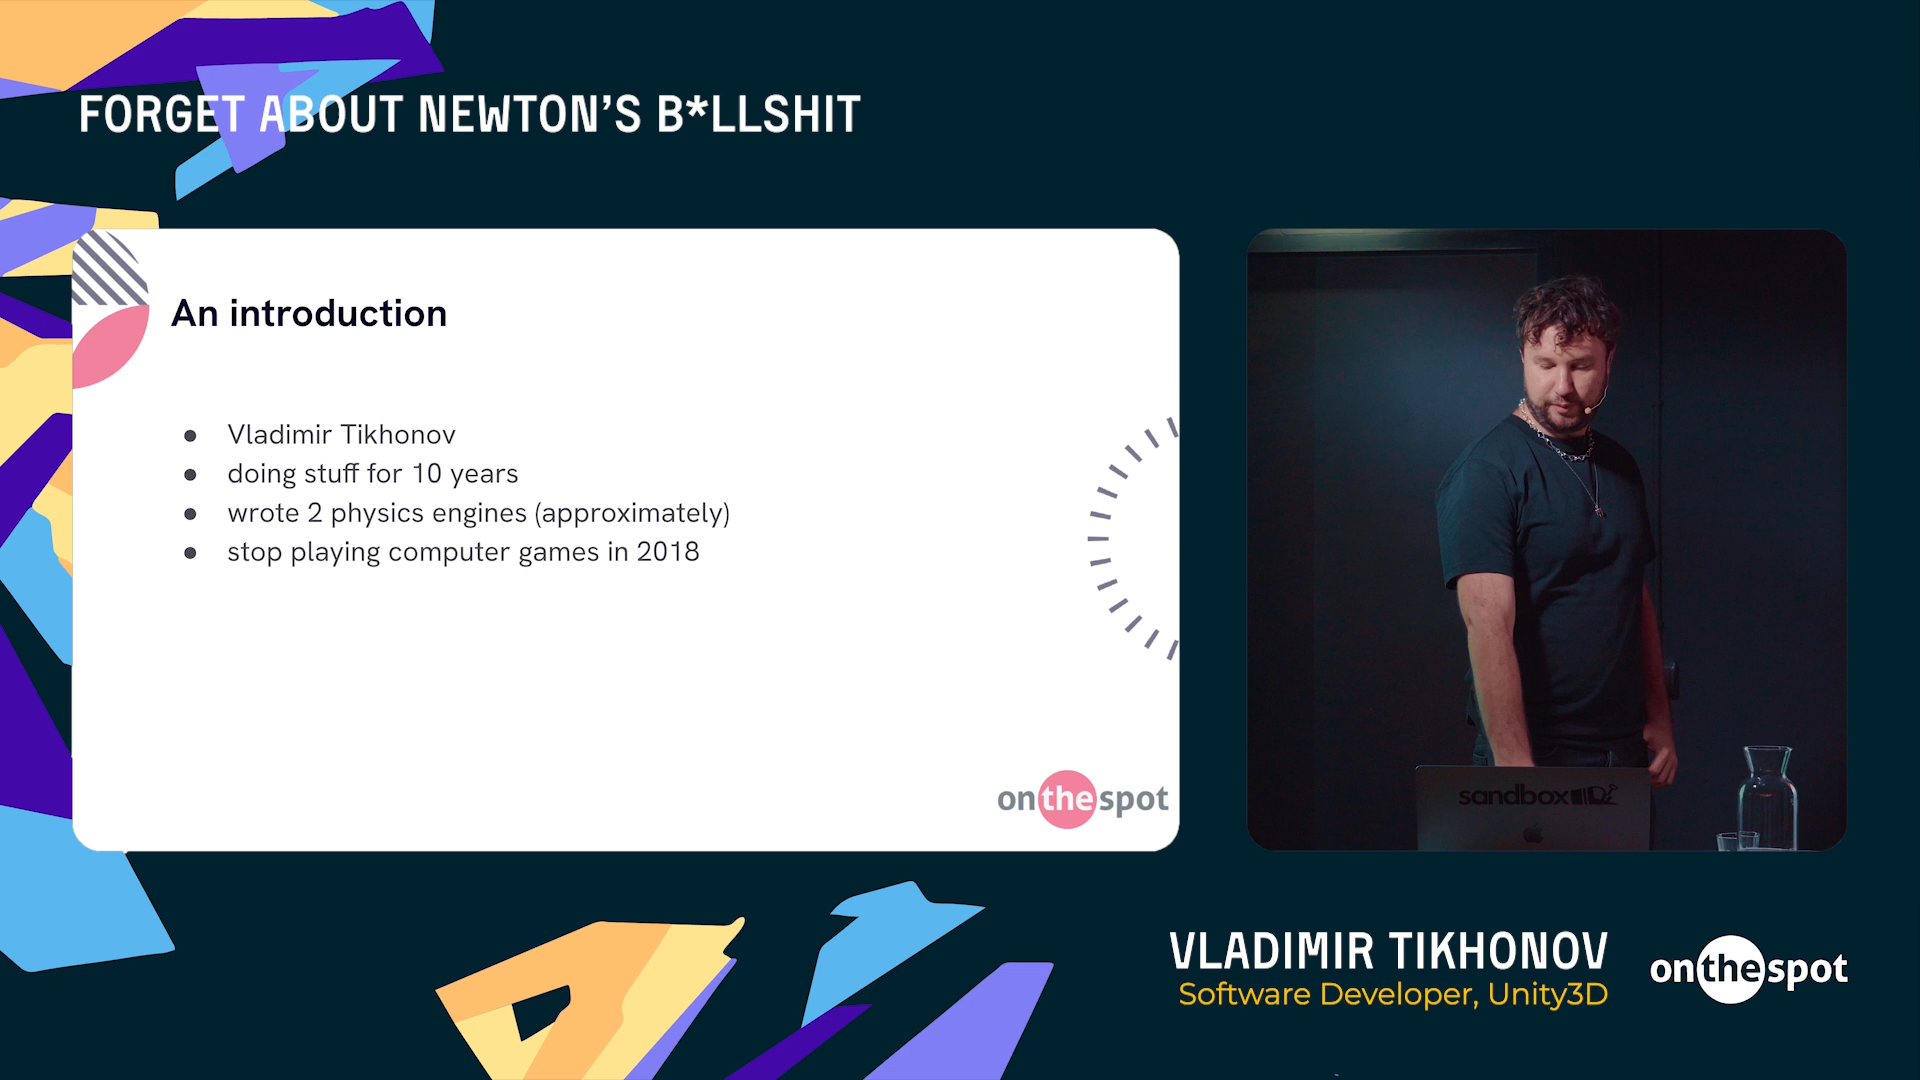 FORGET ABOUT NEWTON'S B*LLSHIT
An introduction
● Vladimir Tikhonov
● doing stuff for 10 years
● wrote 2 physics engines (approximately)
● stop playing computer games in 2018
onthespot
sandbox
VLADIMIR TIKHONOV
Software Developer, Unity3D
onthespot